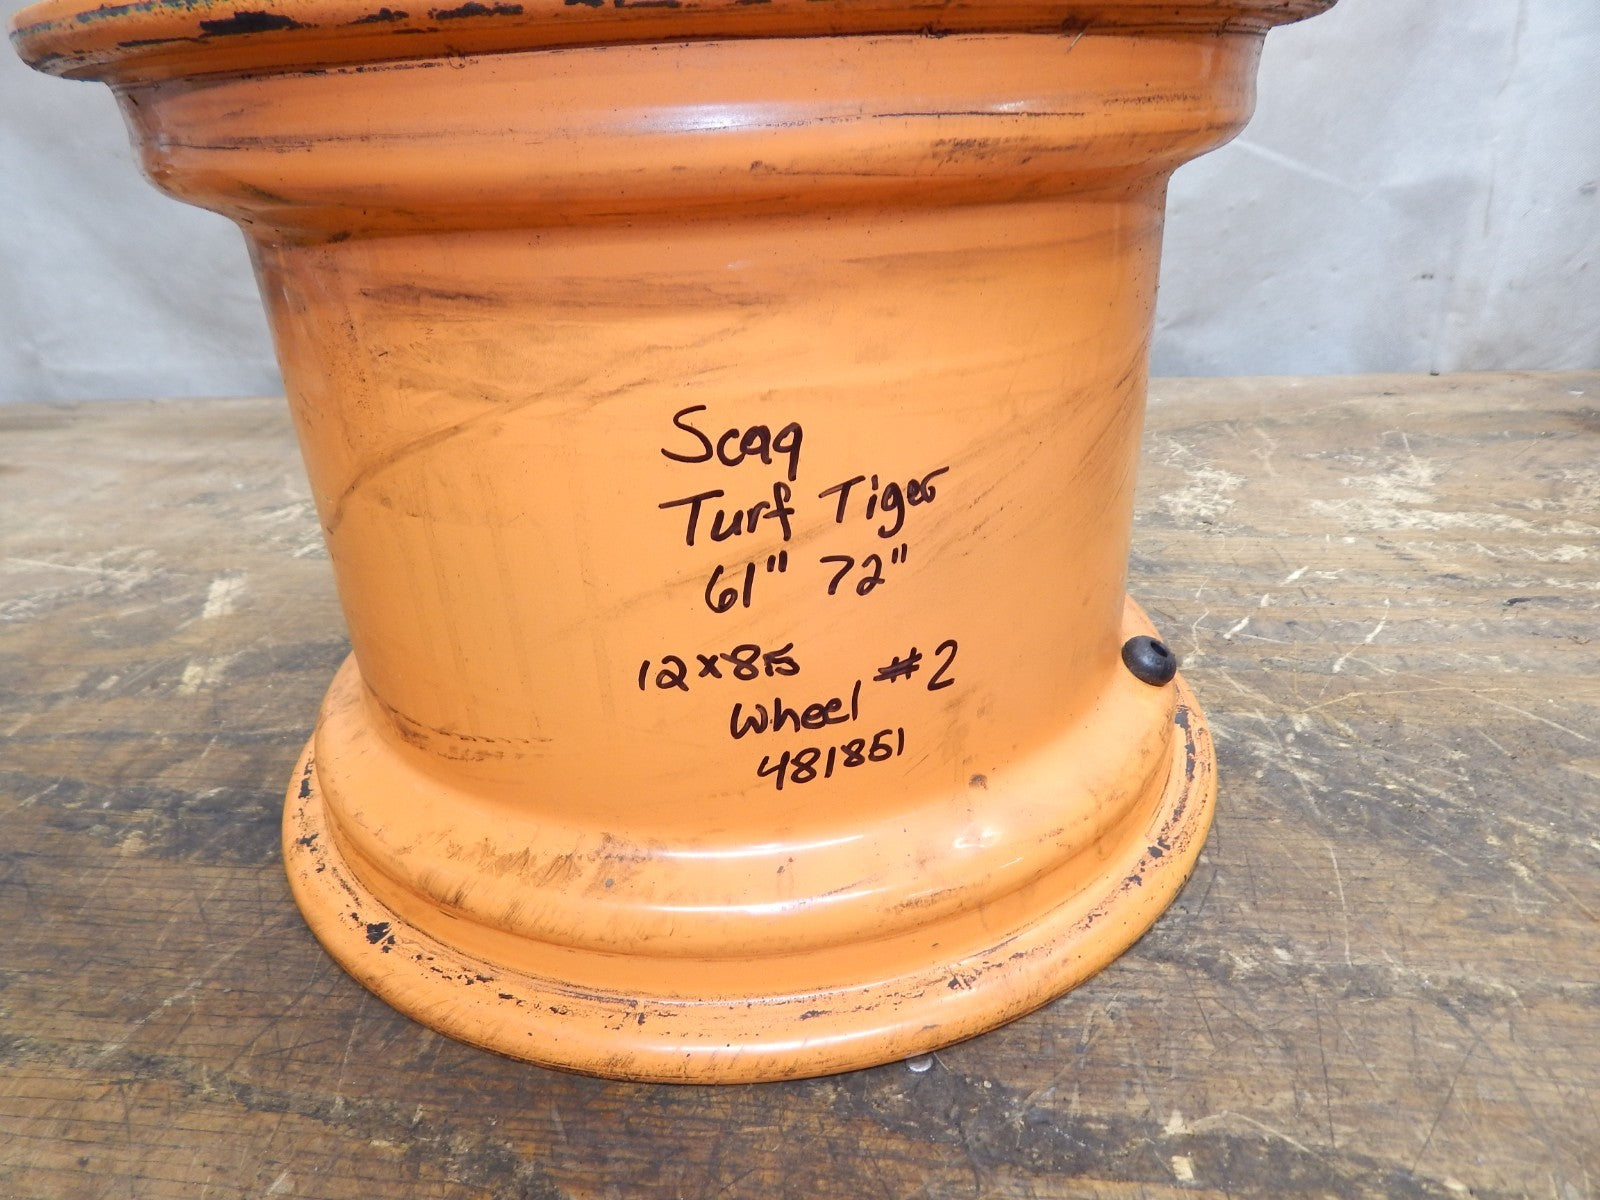 Scag
Turf Tiger
61" 72"
12x8.5 #2
Wheel
481851